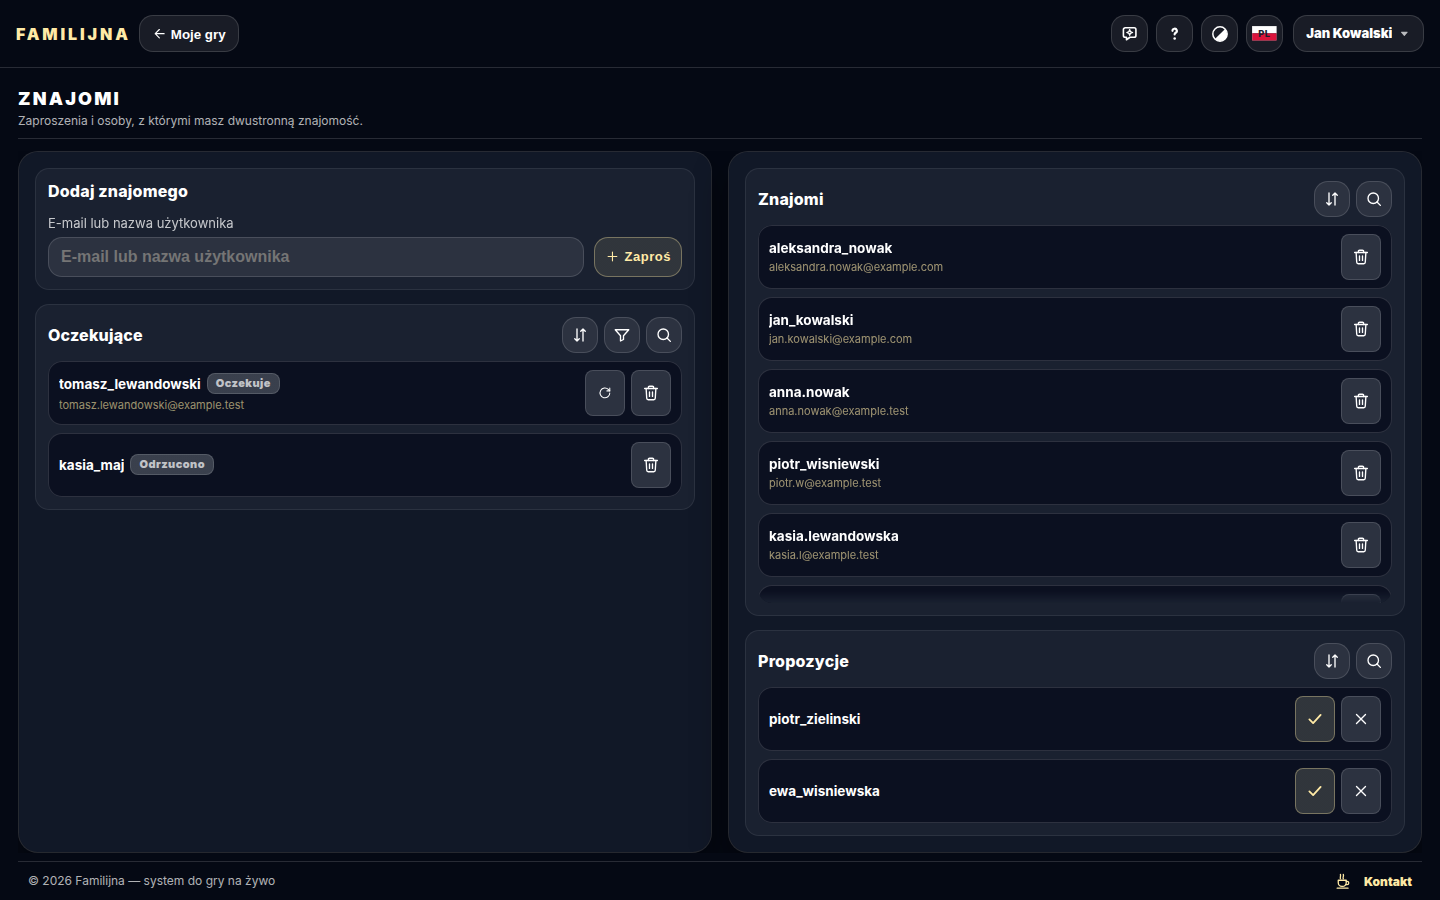 FAMILIJNA
← Moje gry
?
PL
Jan Kowalski
ZNAJOMI
Zaproszenia i osoby, z którymi masz dwustronną znajomość.
Dodaj znajomego
E-mail lub nazwa użytkownika
E-mail lub nazwa użytkownika
+ Zaproś
Oczekujące
tomasz_lewandowski Oczekuje
tomasz.lewandowski@example.test
kasia_maj Odrzucono
Znajomi
aleksandra_nowak
aleksandra.nowak@example.com
jan_kowalski
jan.kowalski@example.com
anna.nowak
anna.nowak@example.test
piotr_wisniewski
piotr.w@example.test
kasia.lewandowska
kasia.l@example.test
Propozycje
piotr_zielinski
ewa_wisniewska
© 2026 Familijna — system do gry na żywo
Kontakt